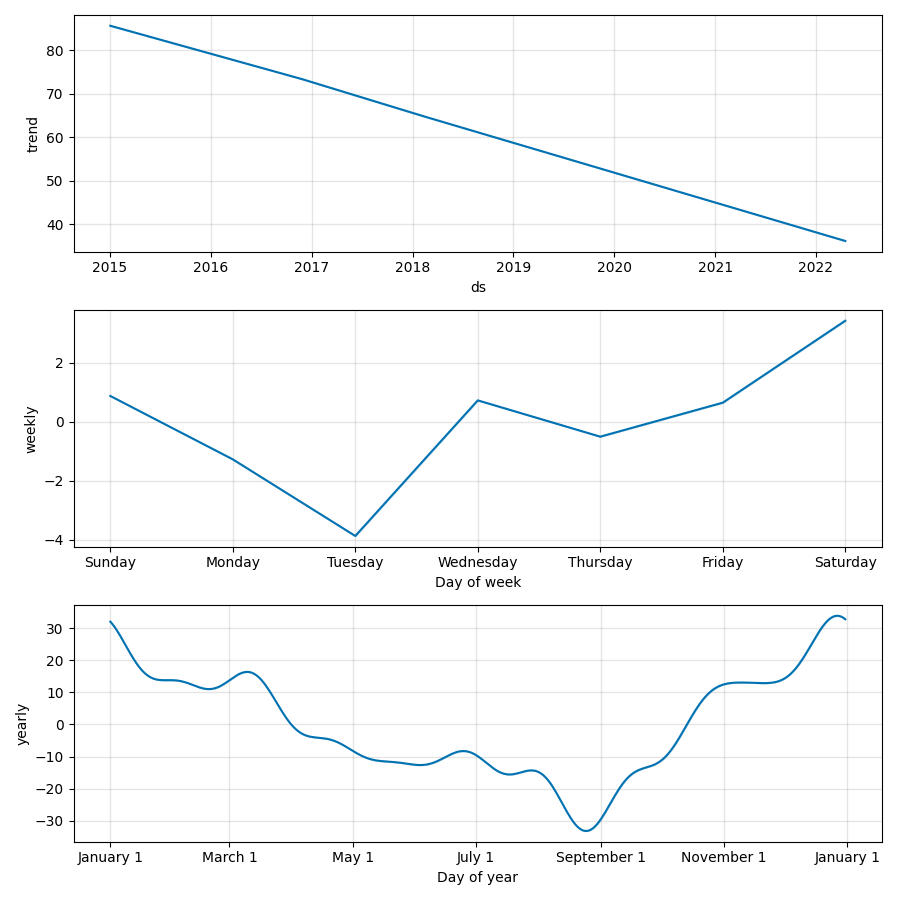 80
70
60
50
40
trend
2015 2016 2017 2018 2019 2020 2021 2022
ds
2
0
−2
−4
weekly
Sunday Monday Tuesday Wednesday Thursday Friday Saturday
Day of week
30
20
10
0
−10
−20
−30
yearly
January 1 March 1 May 1 July 1 September 1 November 1 January 1
Day of year